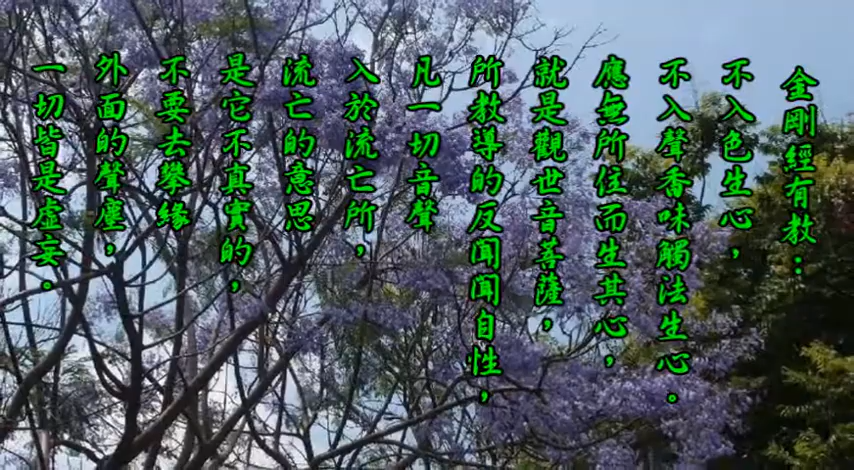 金剛經有教：
不入色生心，
不入聲香味觸法生心。
應無所住而生其心，
就是觀世音菩薩，
所教導的反聞聞自性，
凡一切音聲
入於流亡所，
流亡的意思
是它不真實的，
不要去攀緣
外面的聲塵，
一切皆是虛妄。